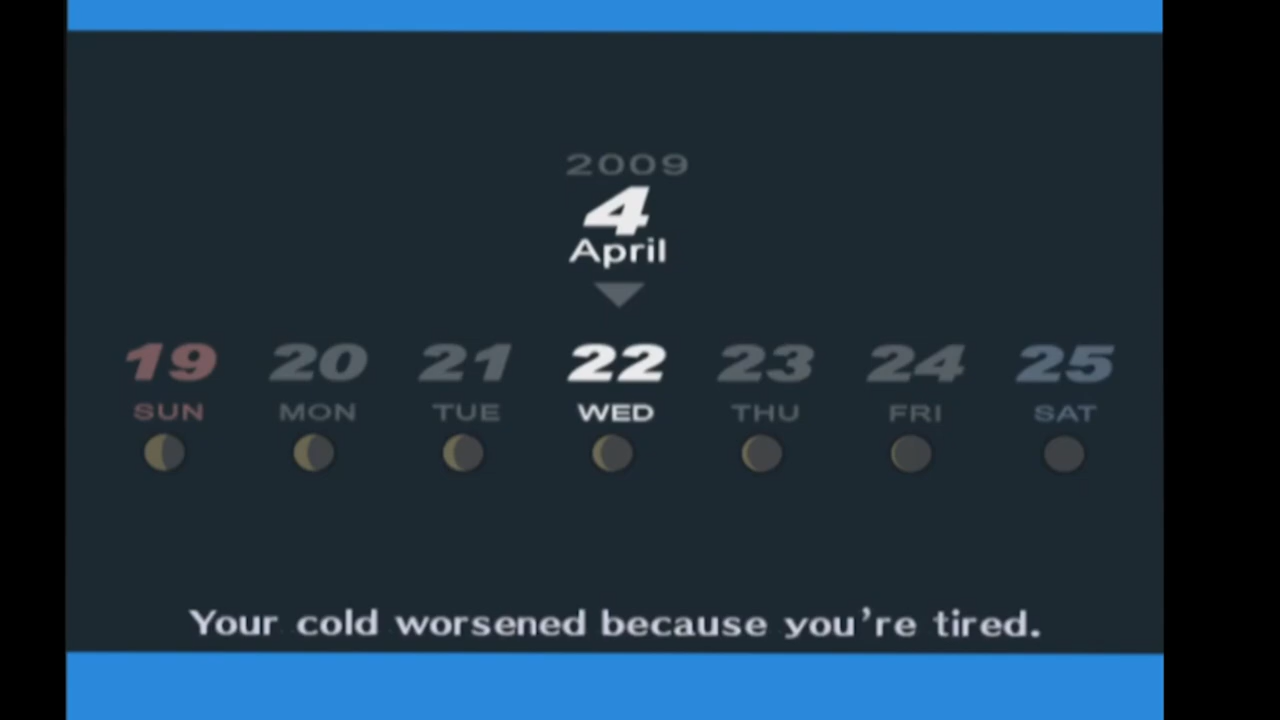 2009
4
April
19 20 21 22 23 24 25
SUN MON TUE WED THU FRI SAT
Your cold worsened because you're tired.